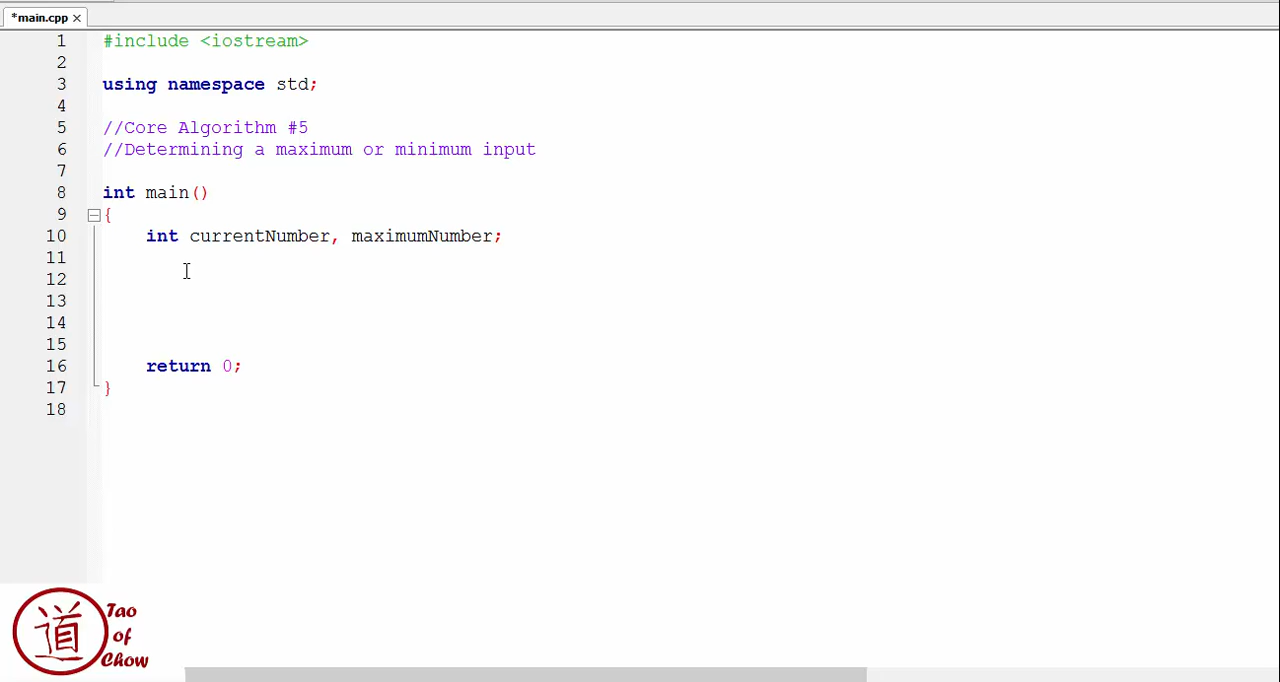 *main.cpp ×
1 #include <iostream>
2
3 using namespace std;
4
5 //Core Algorithm #5
6 //Determining a maximum or minimum input
7
8 int main()
9 {
10 int currentNumber, maximumNumber;
11
12
13
14
15
16 return 0;
17 }
18
道
Tao
of
Chow